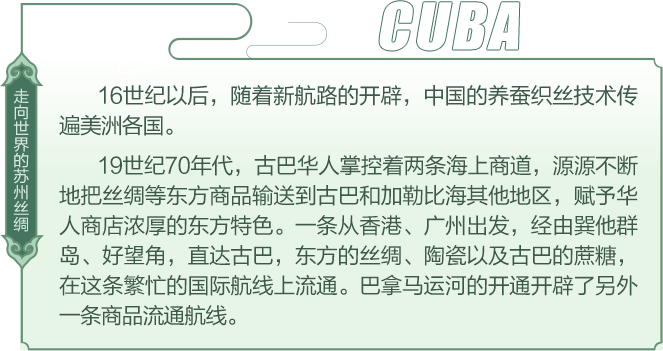 CUBA
走向世界的苏州丝绸
16世纪以后，随着新航路的开辟，中国的养蚕织丝技术传
遍美洲各国。
19世纪70年代，古巴华人掌控着两条海上商道，源源不断
地把丝绸等东方商品输送到古巴和加勒比海其他地区，赋予华
人商店浓厚的东方特色。一条从香港、广州出发，经由巽他群
岛、好望角，直达古巴，东方的丝绸、陶瓷以及古巴的蔗糖，
在这条繁忙的国际航线上流通。巴拿马运河的开通开辟了另外
一条商品流通航线。